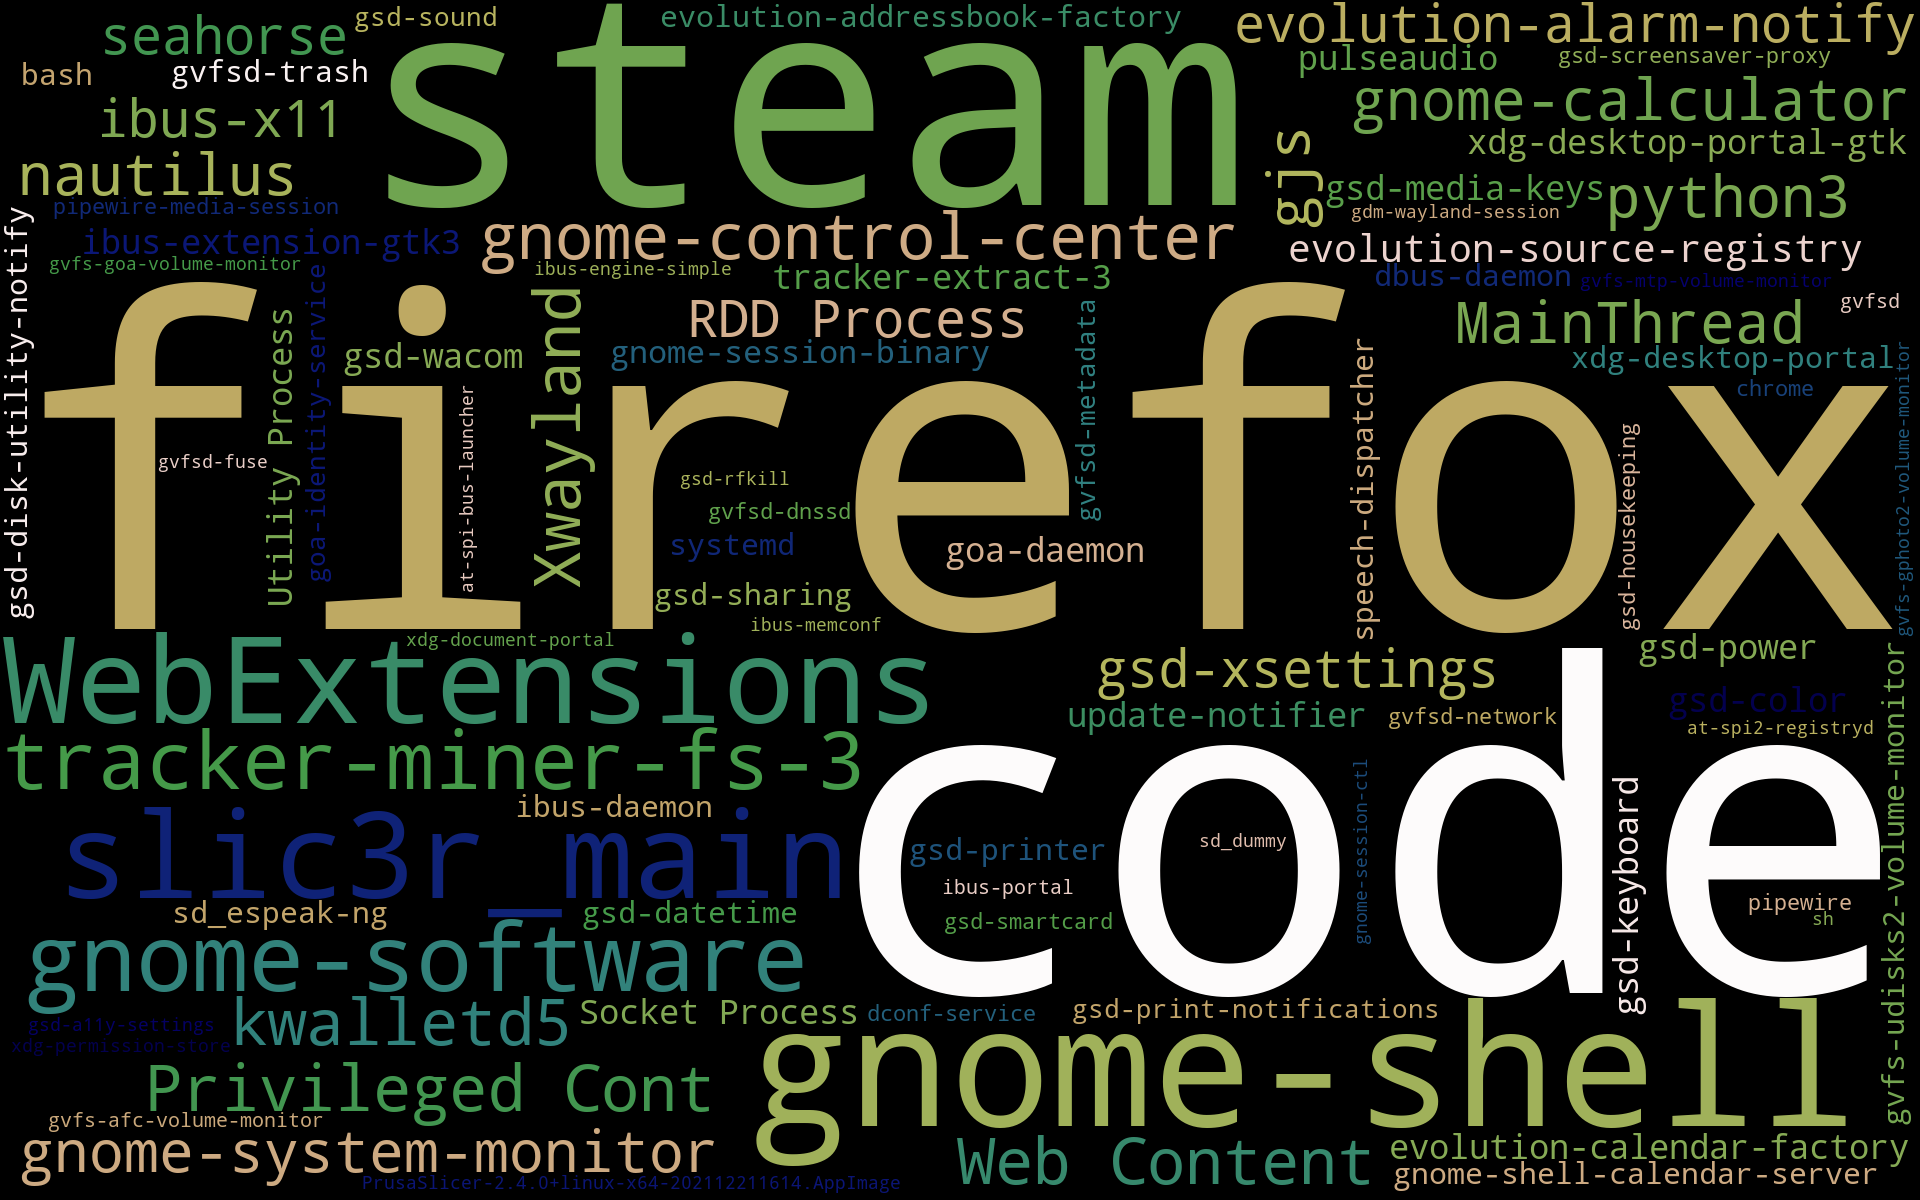 gsd-sound
evolution-addressbook-factory
evolution-alarm-notify
seahorse
steam
pulseaudio
gsd-screensaver-proxy
bash
gvfsd-trash
gnome-calculator
ibus-x11
xdg-desktop-portal-gtk
nautilus
gjs
gsd-media-keys
python3
pipewire-media-session
gdm-wayland-session
ibus-extension-gtk3
gnome-control-center
evolution-source-registry
gvfs-goa-volume-monitor
ibus-engine-simple
tracker-extract-3
dbus-daemon
gvfs-mtp-volume-monitor
gsd-disk-utility-notify
goa-identity-service
Xwayland
RDD Process
gvfsd-metadata
MainThread
gvfsd
Utility Process
gsd-wacom
gnome-session-binary
speech-dispatcher
xdg-desktop-portal
gvfs-gphoto2-volume-monitor
firefox
chrome
at-spi-bus-launcher
gvfsd-fuse
gsd-rfkill
gsd-housekeeping
gvfsd-dnssd
systemd
goa-daemon
gsd-sharing
ibus-memconf
xdg-document-portal
WebExtensions
gsd-xsettings
gsd-power
gvfs-udisks2-volume-monitor
gsd-color
update-notifier
gvfsd-network
at-spi2-registryd
tracker-miner-fs-3
code
gnome-session-ctl
gsd-keyboard
ibus-daemon
slic3r_main
gsd-printer
sd_dummy
ibus-portal
pipewire
sd_espeak-ng
gsd-datetime
gsd-smartcard
sh
gnome-software
kwalletd5
Socket Process
dconf-service
gsd-print-notifications
gsd-a11y-settings
xdg-permission-store
gnome-shell
Privileged Cont
gvfs-afc-volume-monitor
gnome-system-monitor
Web Content
evolution-calendar-factory
gnome-shell-calendar-server
PrusaSlicer-2.4.0+linux-x64-202112211614.AppImage